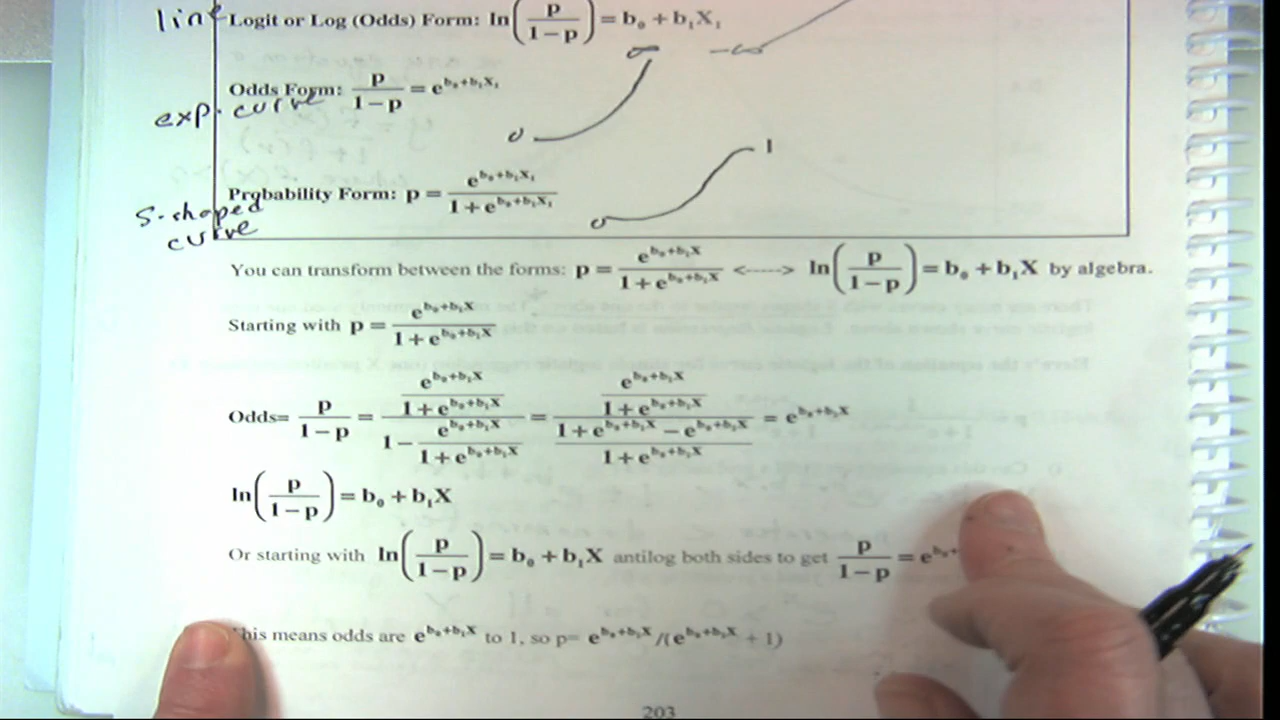 line
Logit or Log (Odds) Form: ln(p/(1−p)) = b₀ + b₁X₁
∞ −∞
Odds Form: p/(1−p) = e^(b₀+b₁X₁)
exp. curve
0
1
Probability Form: p = e^(b₀+b₁X₁)/(1+e^(b₀+b₁X₁))
S-shaped
curve
0
You can transform between the forms: p = e^(b₀+b₁X)/(1+e^(b₀+b₁X)) <-----> ln(p/(1−p)) = b₀ + b₁X by algebra.
Starting with p = e^(b₀+b₁X)/(1+e^(b₀+b₁X))
Odds= p/(1−p) = (e^(b₀+b₁X)/(1+e^(b₀+b₁X)))/(1 − e^(b₀+b₁X)/(1+e^(b₀+b₁X))) = (e^(b₀+b₁X)/(1+e^(b₀+b₁X)))/((1+e^(b₀+b₁X) − e^(b₀+b₁X))/(1+e^(b₀+b₁X))) = e^(b₀+b₁X)
ln(p/(1−p)) = b₀ + b₁X
Or starting with ln(p/(1−p)) = b₀ + b₁X antilog both sides to get p/(1−p) = e^(b₀+
This means odds are e^(b₀+b₁X) to 1, so p= e^(b₀+b₁X)/(e^(b₀+b₁X) + 1)
203